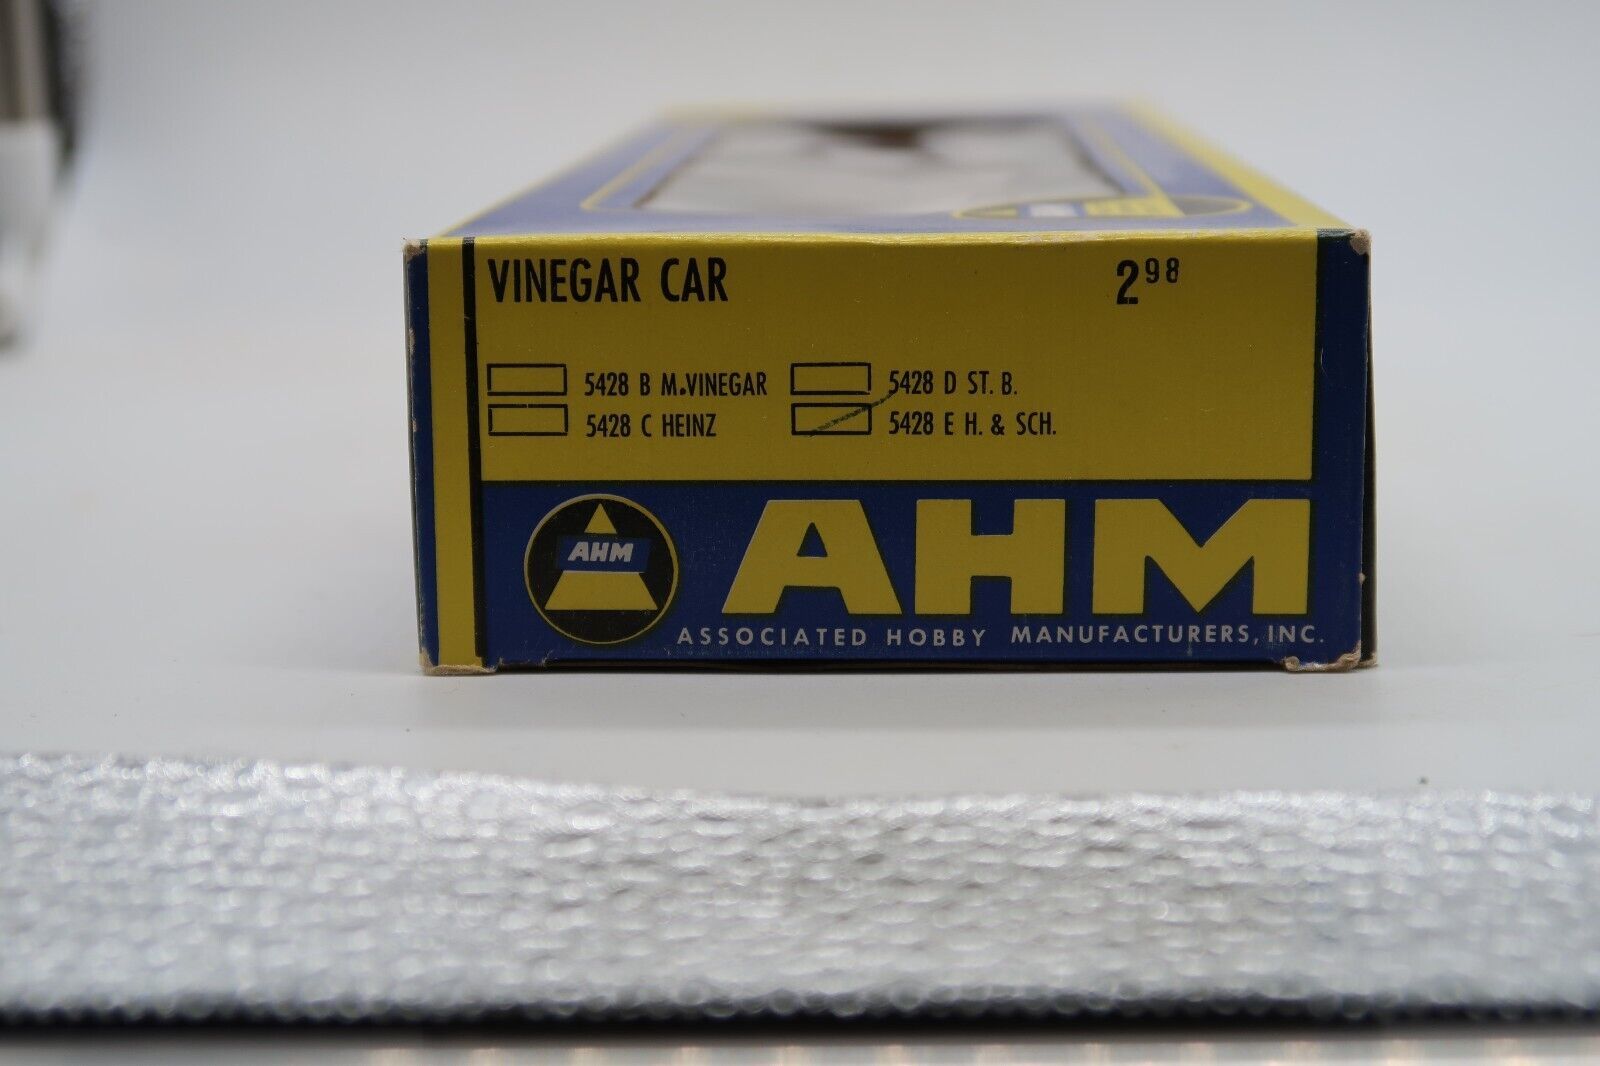 VINEGAR CAR 2 98
5428 B M.VINEGAR 5428 D ST. B.
5428 C HEINZ 5428 E H. & SCH.
AHM
AHM
ASSOCIATED HOBBY MANUFACTURERS, INC.